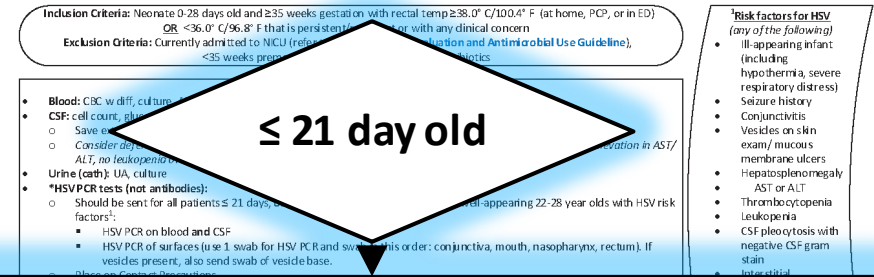 Inclusion Criteria: Neonate 0-28 days old and ≥35 weeks gestation with rectal temp ≥38.0° C/100.4° F (at home, PCP, or in ED)
OR <36.0° C/96.8° F that is persistent or with any clinical concern
Exclusion Criteria: Currently admitted to NICU (refer Evaluation and Antimicrobial Use Guideline),
<35 weeks
• Blood: CBC w diff, culture,
• CSF: cell count,
o Save
o Consider elevation in AST/
ALT, no leukopenia
• Urine (cath): UA, culture
• *HSV PCR tests (not antibodies):
o Should be sent for all patients ≤ 21 days, well-appearing 22-28 year olds with HSV risk
factors1:
▪ HSV PCR on blood and CSF
▪ HSV PCR of surfaces (use 1 swab for HSV PCR and swab this order: conjunctiva, mouth, nasopharynx, rectum). If
vesicles present, also send swab of vesicle base.
o Place on Contact Precautions
≤ 21 day old
1Risk factors for HSV
(any of the following)
• Ill-appearing infant
(including
hypothermia, severe
respiratory distress)
• Seizure history
• Conjunctivitis
• Vesicles on skin
exam/ mucous
membrane ulcers
• Hepatosplenomegaly
• AST or ALT
• Thrombocytopenia
• Leukopenia
• CSF pleocytosis with
negative CSF gram
stain
• Interstitial